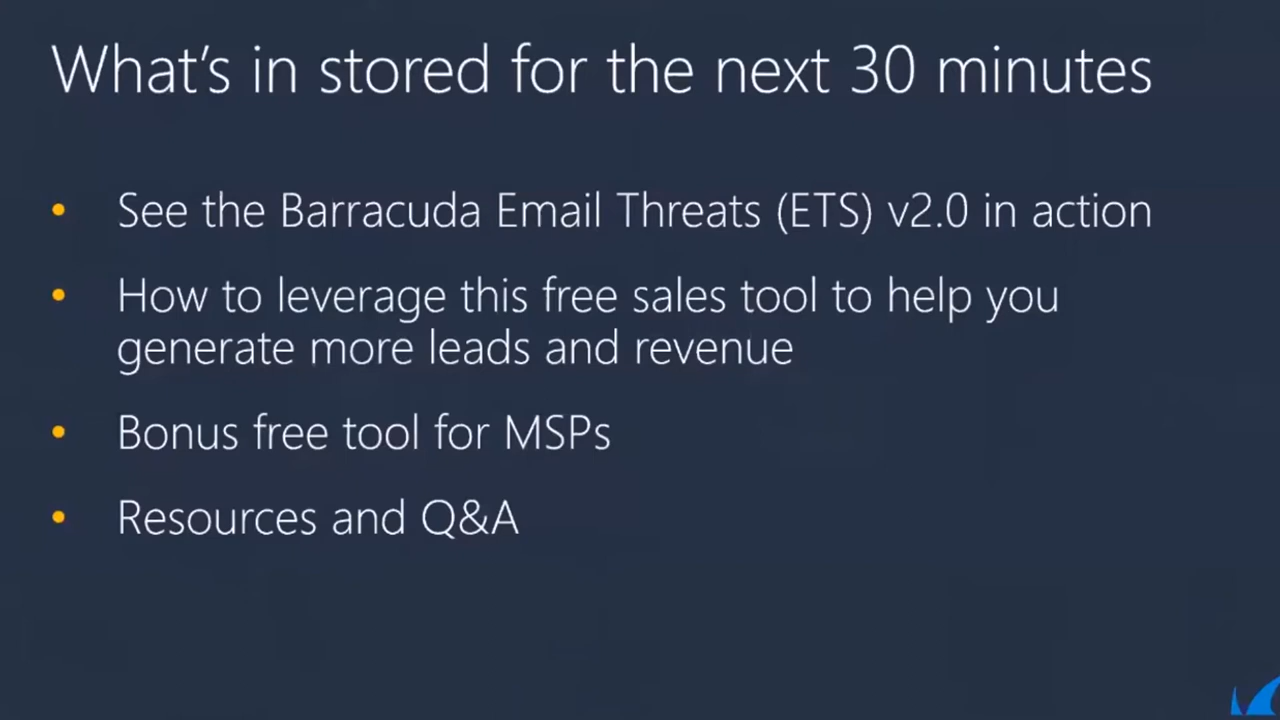 What's in stored for the next 30 minutes
• See the Barracuda Email Threats (ETS) v2.0 in action
• How to leverage this free sales tool to help you
generate more leads and revenue
• Bonus free tool for MSPs
• Resources and Q&A